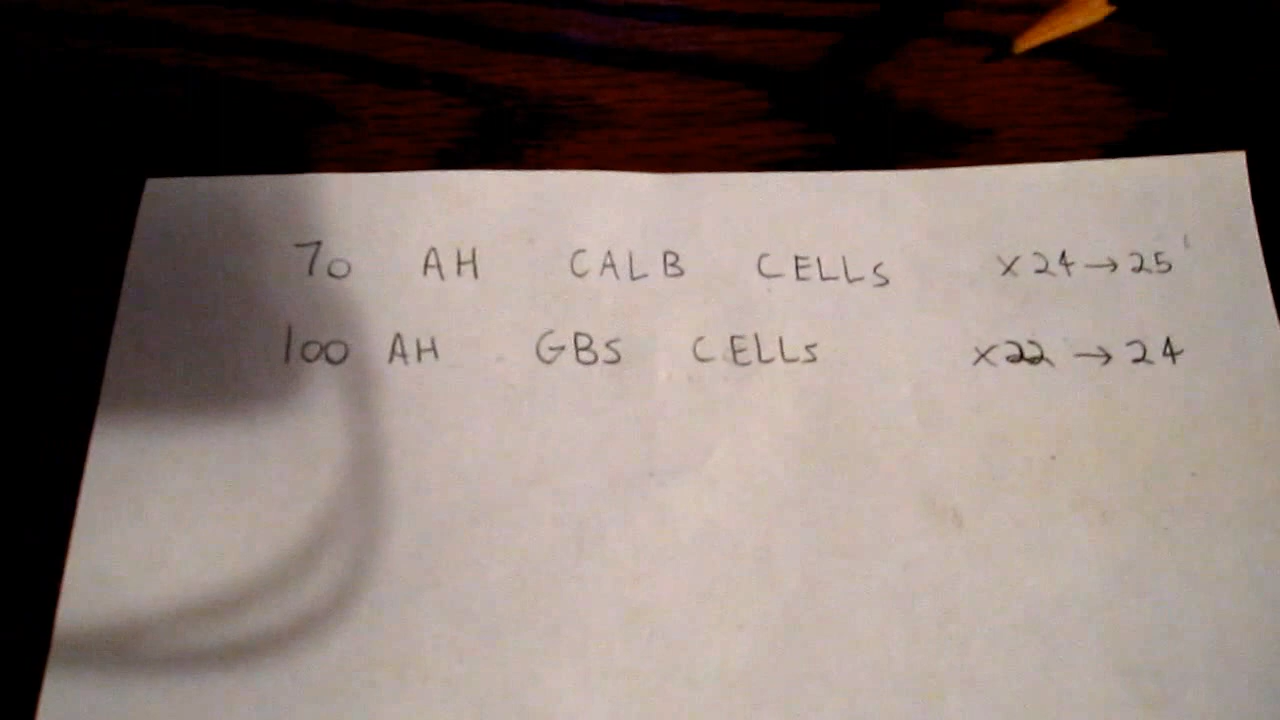 70 AH CALB CELLS x24→25
100 AH GBS CELLS x22→24